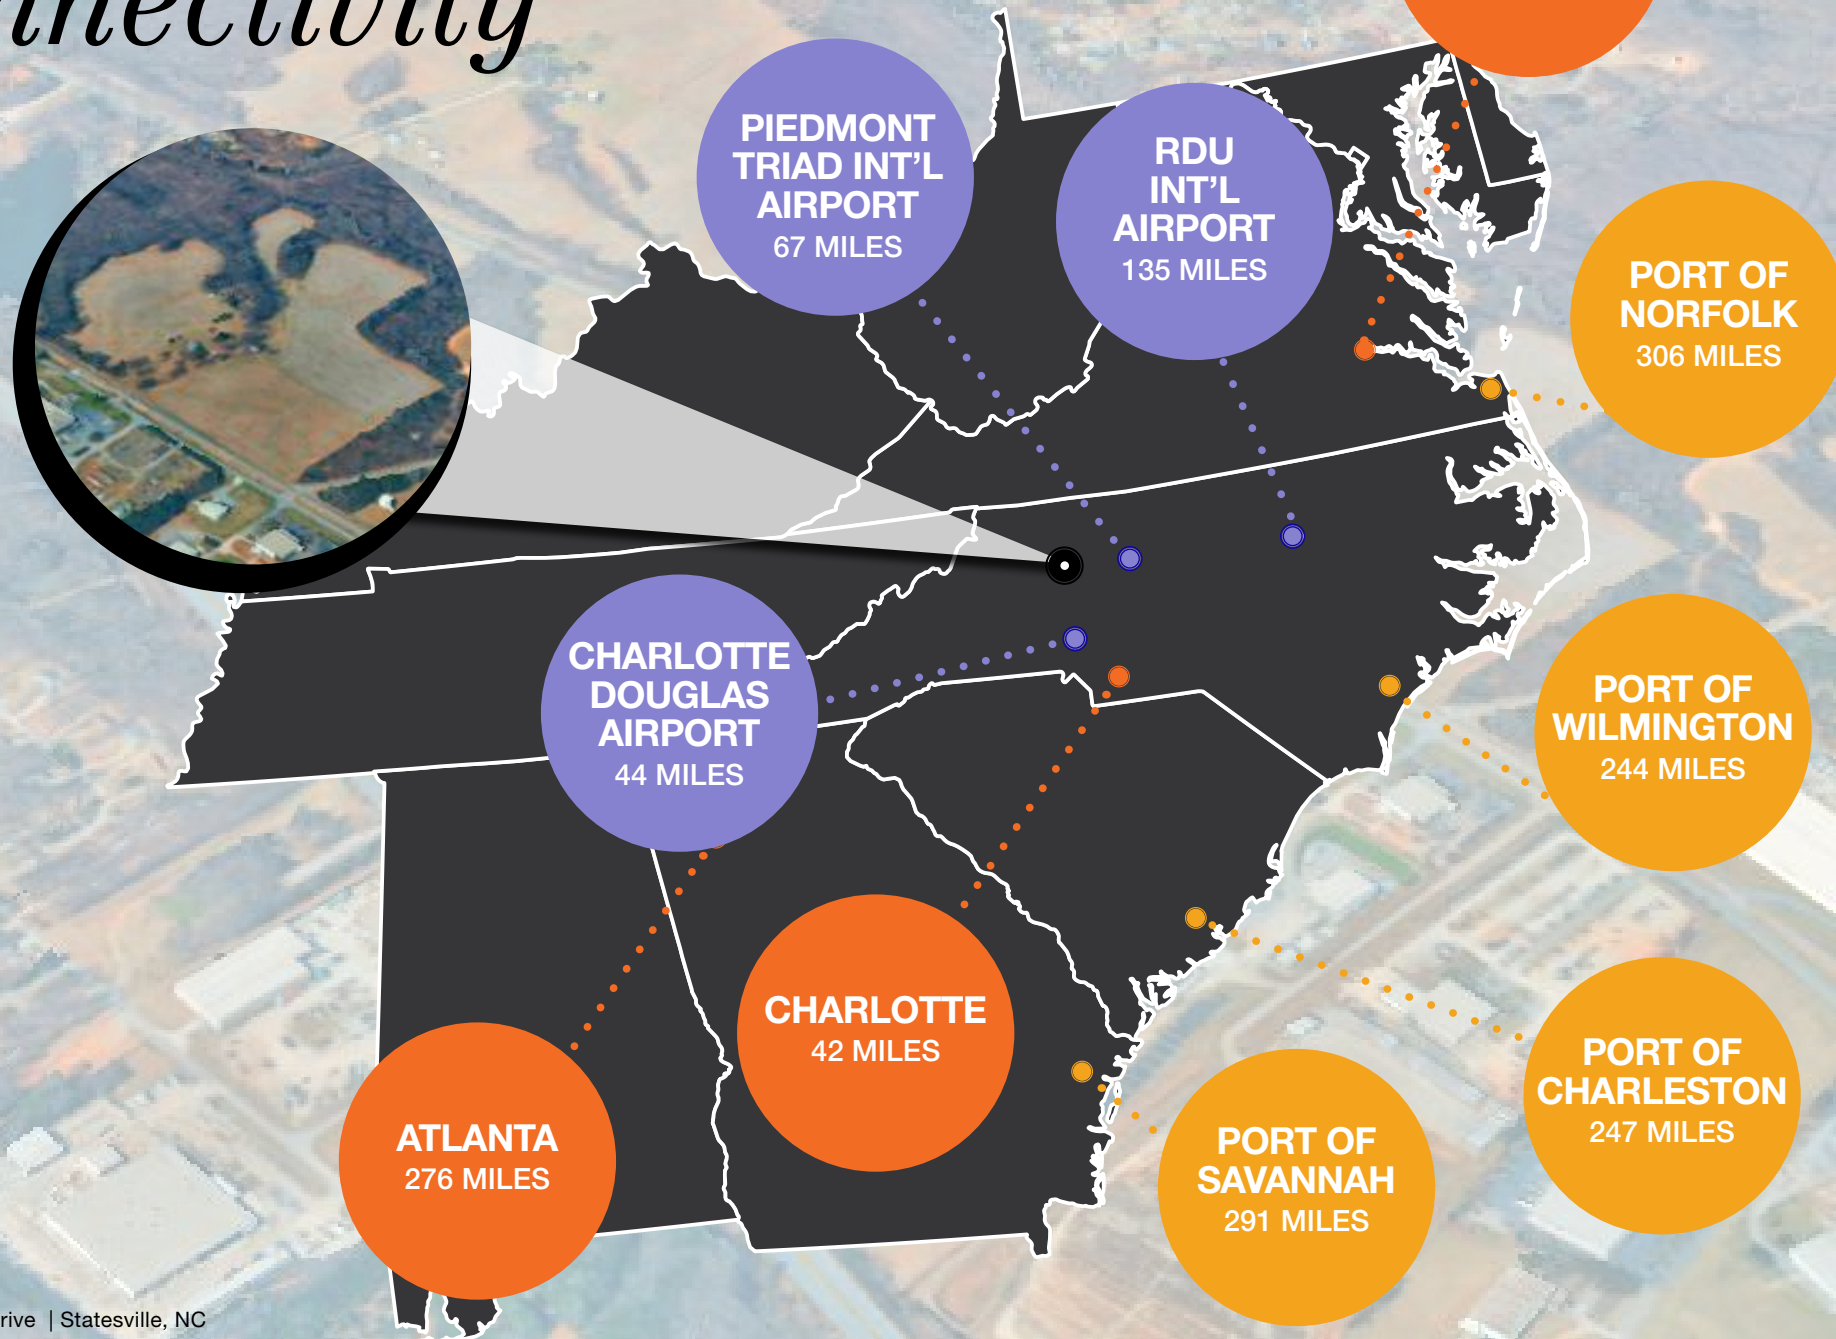 PIEDMONT
TRIAD INT'L
AIRPORT
67 MILES
RDU
INT'L
AIRPORT
135 MILES
PORT OF
NORFOLK
306 MILES
CHARLOTTE
DOUGLAS
AIRPORT
44 MILES
PORT OF
WILMINGTON
244 MILES
CHARLOTTE
42 MILES
ATLANTA
276 MILES
PORT OF
CHARLESTON
247 MILES
PORT OF
SAVANNAH
291 MILES
rive | Statesville, NC